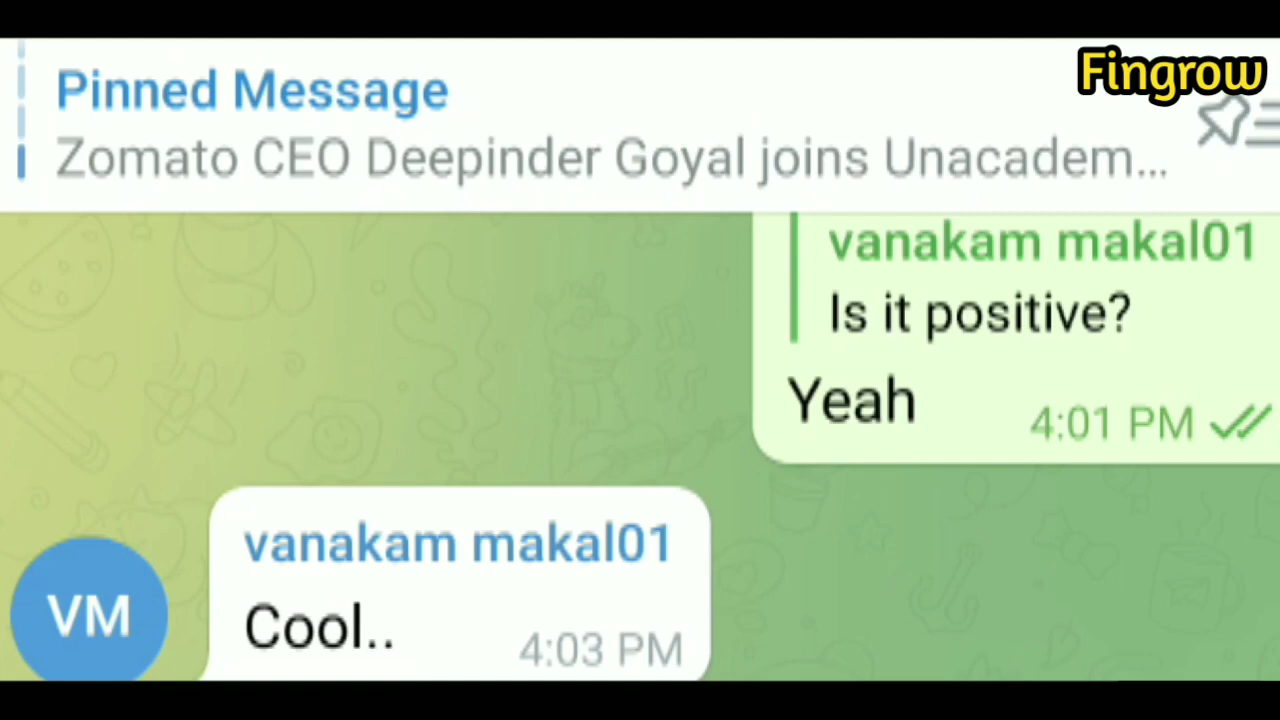 Fingrow
Pinned Message
Zomato CEO Deepinder Goyal joins Unacadem...
vanakam makal01
Is it positive?
Yeah
4:01 PM
vanakam makal01
VM
Cool..
4:03 PM